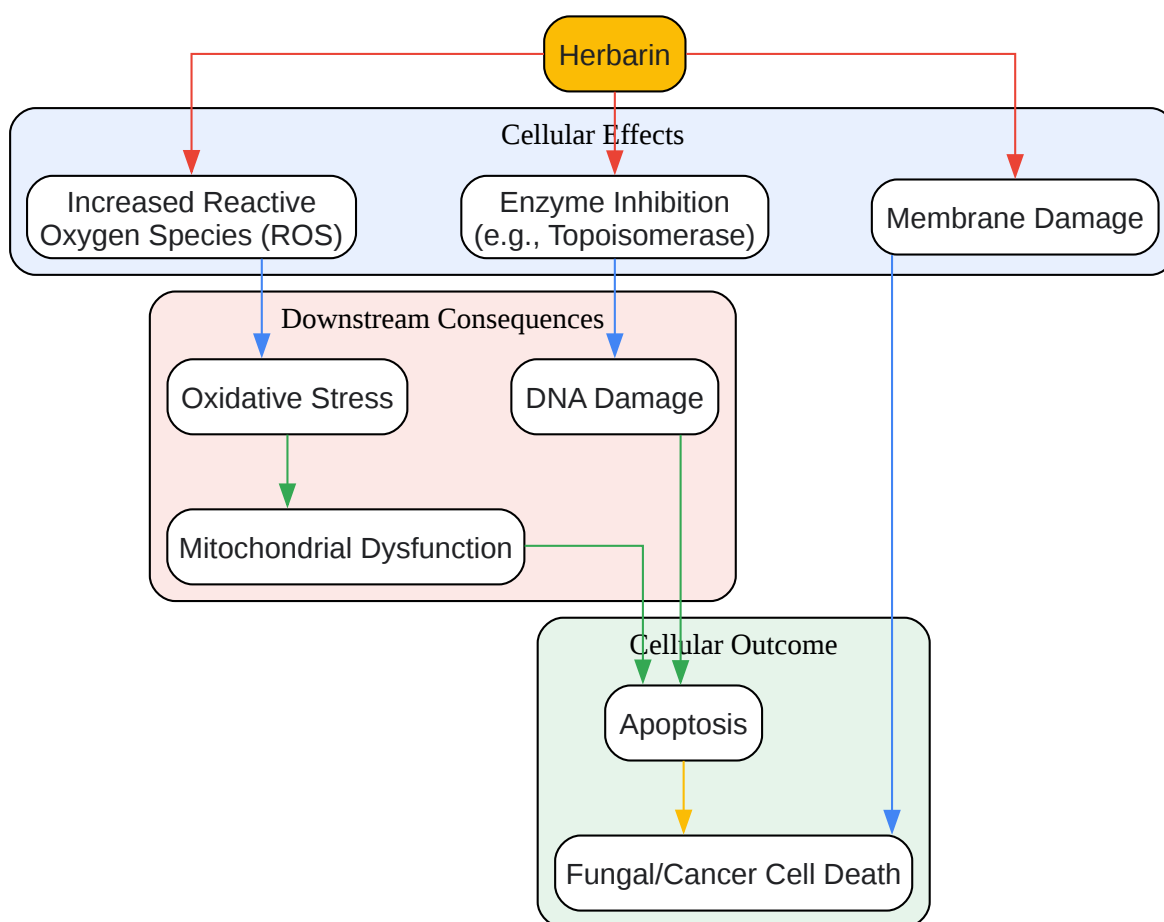 Herbarin
Cellular Effects
Increased Reactive
Oxygen Species (ROS)
Enzyme Inhibition
(e.g., Topoisomerase)
Membrane Damage
Downstream Consequences
Oxidative Stress
DNA Damage
Mitochondrial Dysfunction
Cellular Outcome
Apoptosis
Fungal/Cancer Cell Death